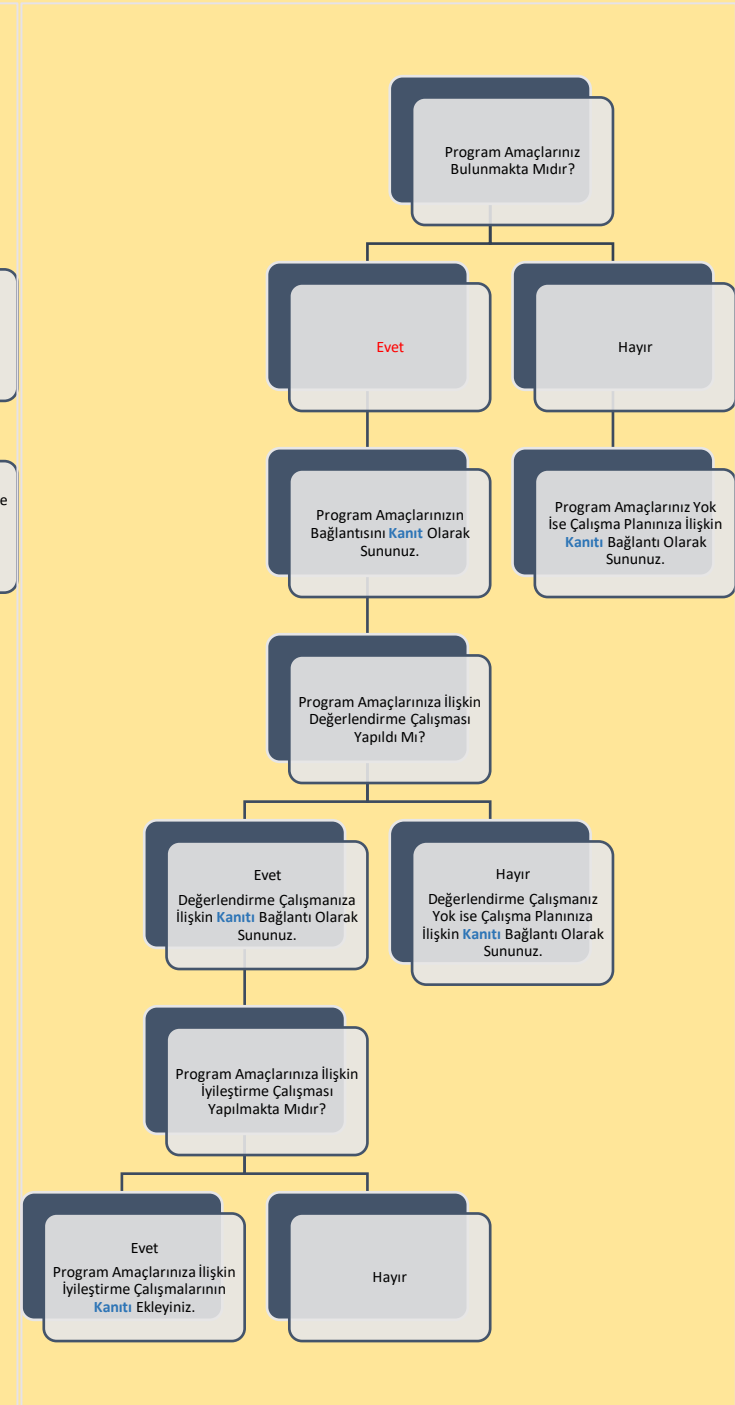 Program Amaçlarınız
Bulunmakta Mıdır?
Evet
Hayır
Program Amaçlarınızın
Bağlantısını Kanıt Olarak
Sununuz.
Program Amaçlarınız Yok
İse Çalışma Planınıza İlişkin
Kanıtı Bağlantı Olarak
Sununuz.
e
Program Amaçlarınıza İlişkin
Değerlendirme Çalışması
Yapıldı Mı?
Evet
Değerlendirme Çalışmanıza
İlişkin Kanıtı Bağlantı Olarak
Sununuz.
Hayır
Değerlendirme Çalışmanız
Yok ise Çalışma Planınıza
İlişkin Kanıtı Bağlantı Olarak
Sununuz.
Program Amaçlarınıza İlişkin
İyileştirme Çalışması
Yapılmakta Mıdır?
Evet
Program Amaçlarınıza İlişkin
İyileştirme Çalışmalarının
Kanıtı Ekleyiniz.
Hayır